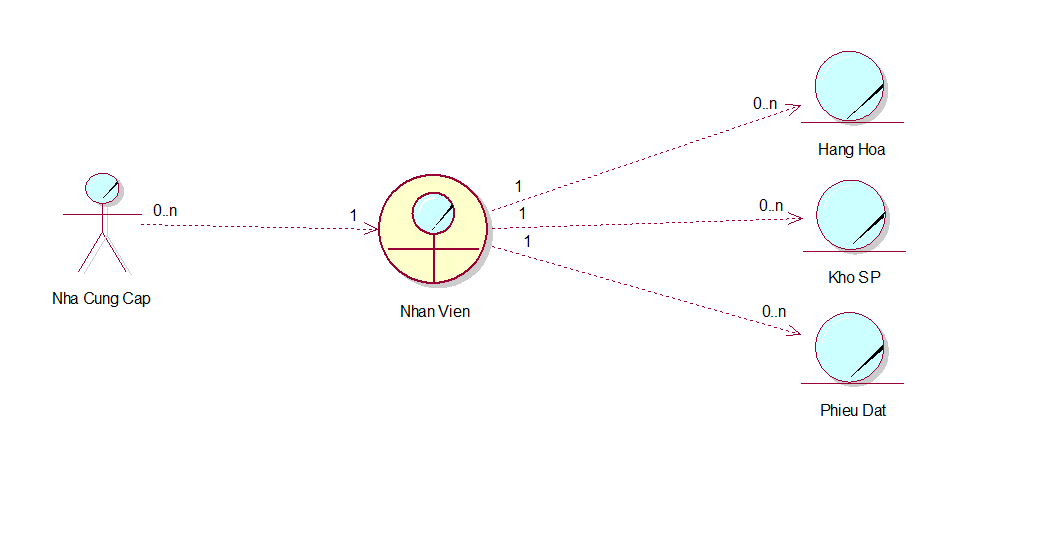 0..n
Hang Hoa
1
0..n
1
1
0..n
1
Kho SP
Nha Cung Cap
Nhan Vien
0..n
Phieu Dat